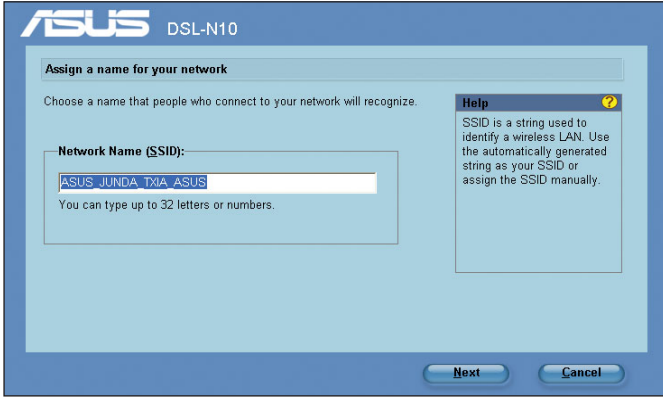 ASUS DSL-N10
Assign a name for your network
Choose a name that people who connect to your network will recognize.
Network Name (SSID):
ASUS_JUNDA_TXIA_ASUS
You can type up to 32 letters or numbers.
Help ?
SSID is a string used to
identify a wireless LAN. Use
the automatically generated
string as your SSID or
assign the SSID manually.
Next Cancel